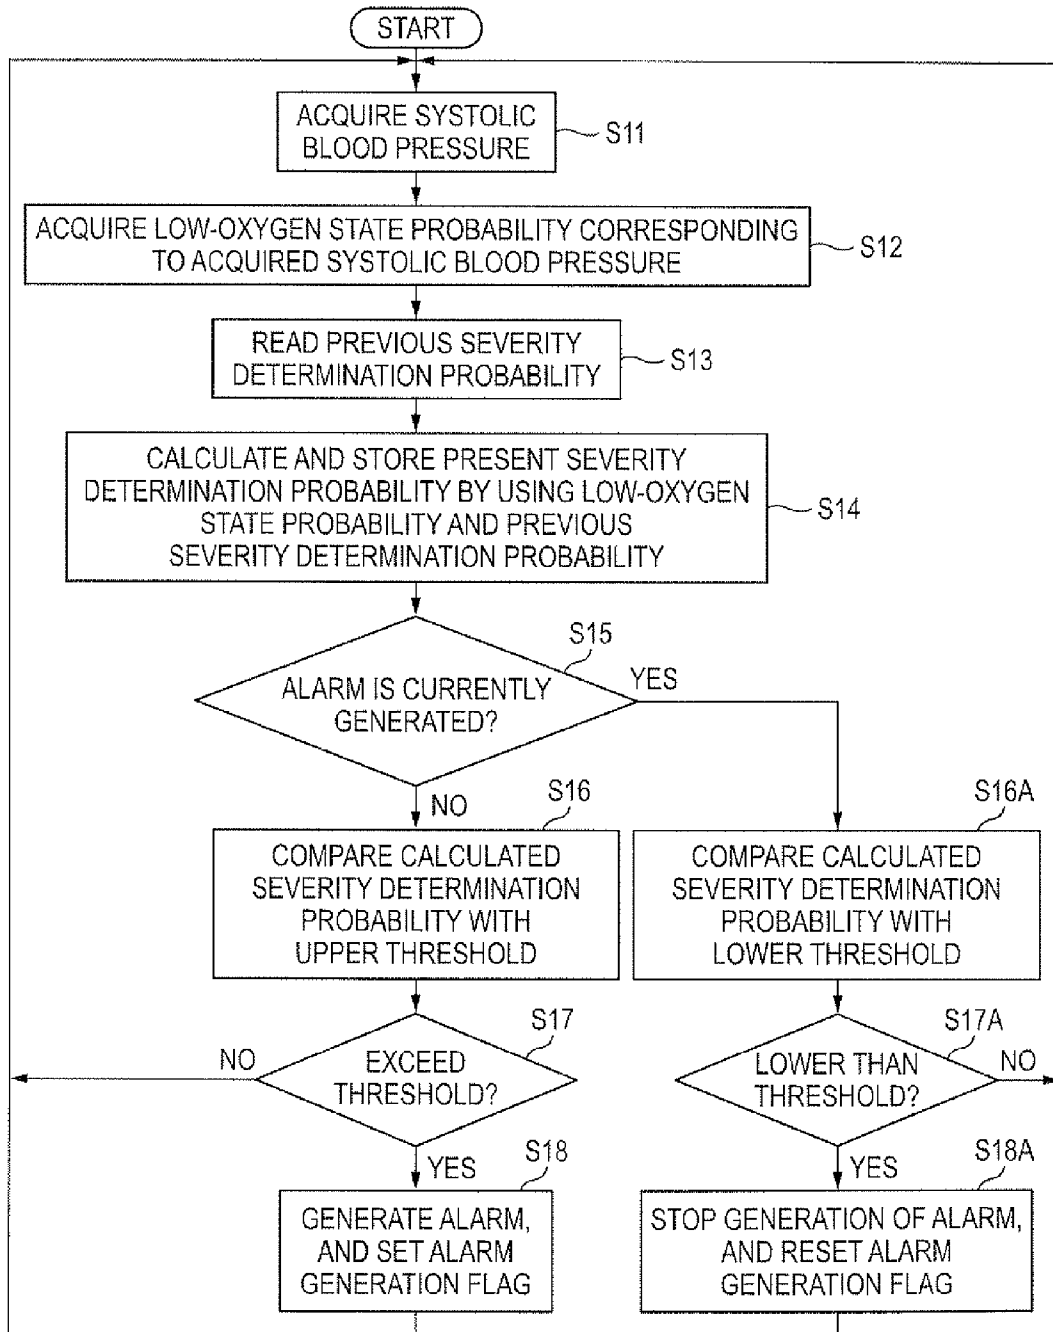 START
ACQUIRE SYSTOLIC
BLOOD PRESSURE
S11
ACQUIRE LOW-OXYGEN STATE PROBABILITY CORRESPONDING
TO ACQUIRED SYSTOLIC BLOOD PRESSURE
S12
READ PREVIOUS SEVERITY
DETERMINATION PROBABILITY
S13
CALCULATE AND STORE PRESENT SEVERITY
DETERMINATION PROBABILITY BY USING LOW-OXYGEN
STATE PROBABILITY AND PREVIOUS
SEVERITY DETERMINATION PROBABILITY
S14
S15
ALARM IS CURRENTLY
GENERATED?
YES
NO
S16
COMPARE CALCULATED
SEVERITY DETERMINATION
PROBABILITY WITH
UPPER THRESHOLD
S16A
COMPARE CALCULATED
SEVERITY DETERMINATION
PROBABILITY WITH
LOWER THRESHOLD
S17
NO
EXCEED
THRESHOLD?
YES
S17A
LOWER THAN
THRESHOLD?
NO
YES
S18
GENERATE ALARM,
AND SET ALARM
GENERATION FLAG
S18A
STOP GENERATION OF ALARM,
AND RESET ALARM
GENERATION FLAG